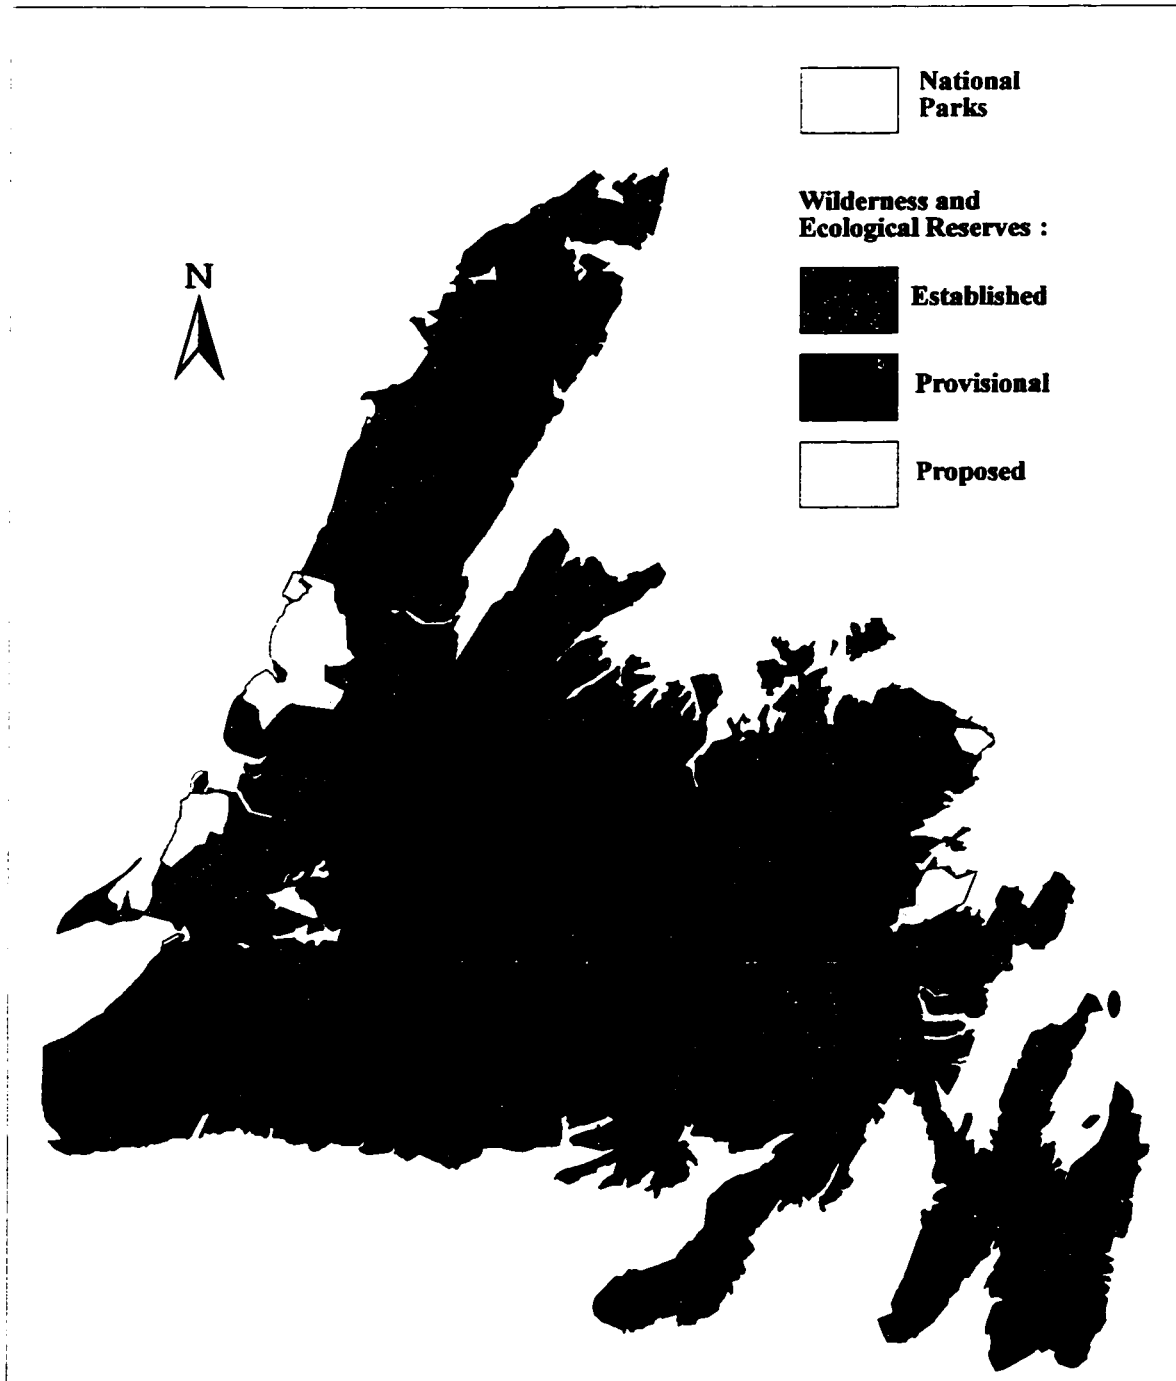 National
Parks
Wilderness and
Ecological Reserves :
N
Established
Provisional
Proposed